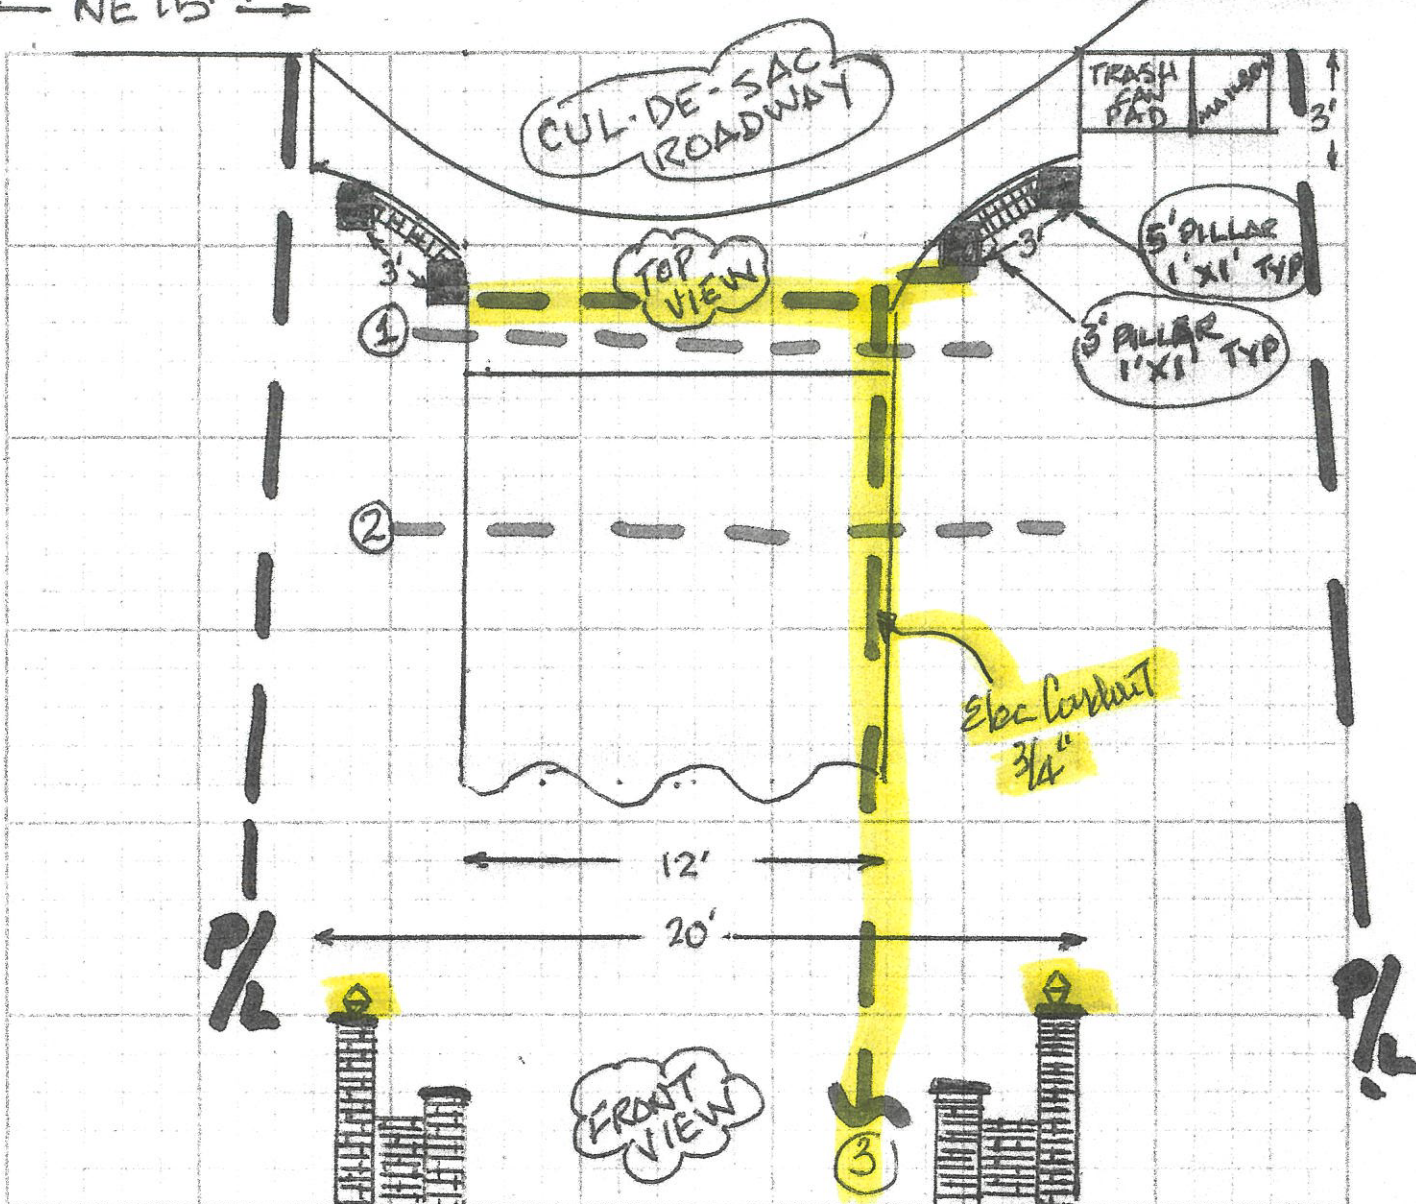 NE 15'
CUL-DE-SAC
ROADWAY
TRASH
CAN
PAD
MAILBOX
3'
3'
3'
5' PILLAR
1'X1' TYP
TOP
VIEW
3' PILLAR
1'X1' TYP
1
2
Elec Conduit
3/4"
12'
20'
P/L
P/L
FRONT
VIEW
3